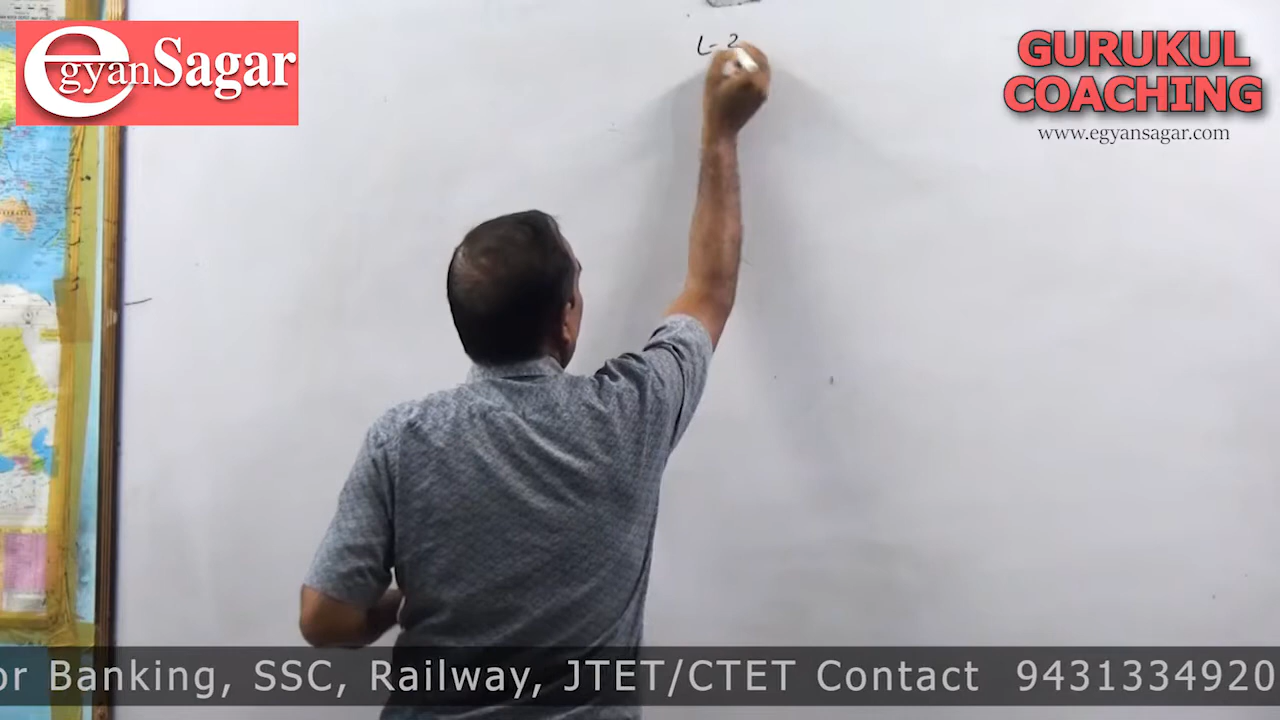 egyanSagar
GURUKUL
COACHING
www.egyansagar.com
L-2
or Banking, SSC, Railway, JTET/CTET Contact 9431334920